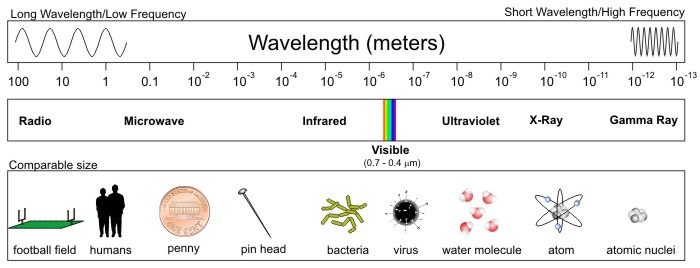 Long Wavelength/Low Frequency
Short Wavelength/High Frequency
Wavelength (meters)
100 10 1 0.1 10⁻² 10⁻³ 10⁻⁴ 10⁻⁵ 10⁻⁶ 10⁻⁷ 10⁻⁸ 10⁻⁹ 10⁻¹⁰ 10⁻¹¹ 10⁻¹² 10⁻¹³
Radio Microwave Infrared Ultraviolet X-Ray Gamma Ray
Visible
(0.7 - 0.4 µm)
Comparable size
football field humans penny pin head bacteria virus water molecule atom atomic nuclei